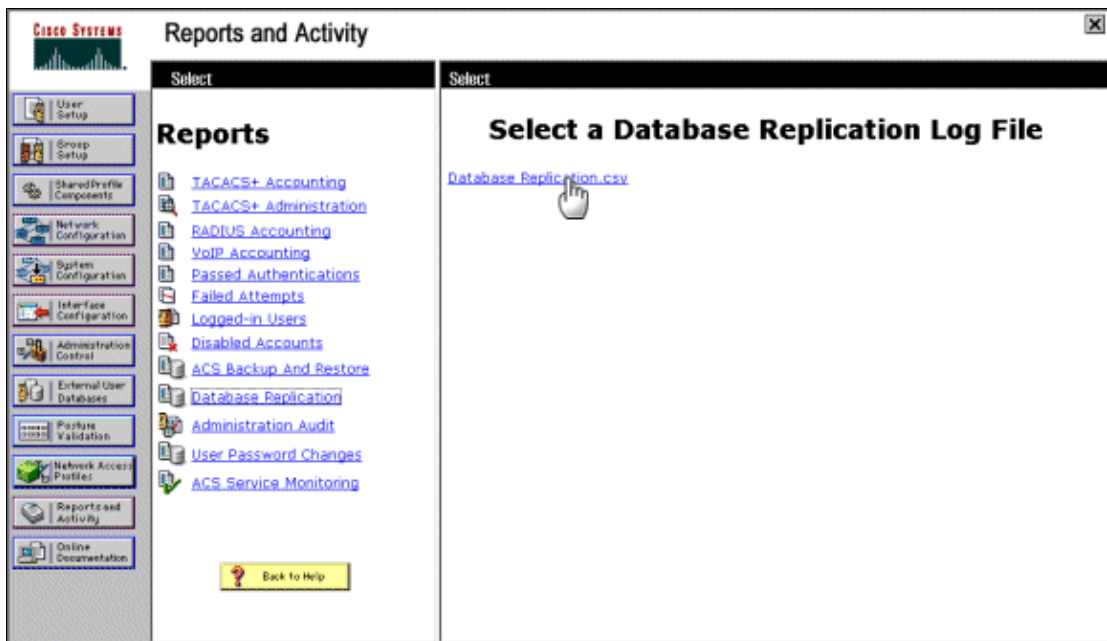 CISCO SYSTEMS
Reports and Activity
User
Setup
Group
Setup
Shared Profile
Components
Network
Configuration
System
Configuration
Interface
Configuration
Administration
Control
External User
Databases
Posture
Validation
Network Access
Profiles
Reports and
Activity
Online
Documentation
Select
Reports
TACACS+ Accounting
TACACS+ Administration
RADIUS Accounting
VoIP Accounting
Passed Authentications
Failed Attempts
Logged-in Users
Disabled Accounts
ACS Backup And Restore
Database Replication
Administration Audit
User Password Changes
ACS Service Monitoring
Back to Help
Select
Select a Database Replication Log File
Database Replication.csv